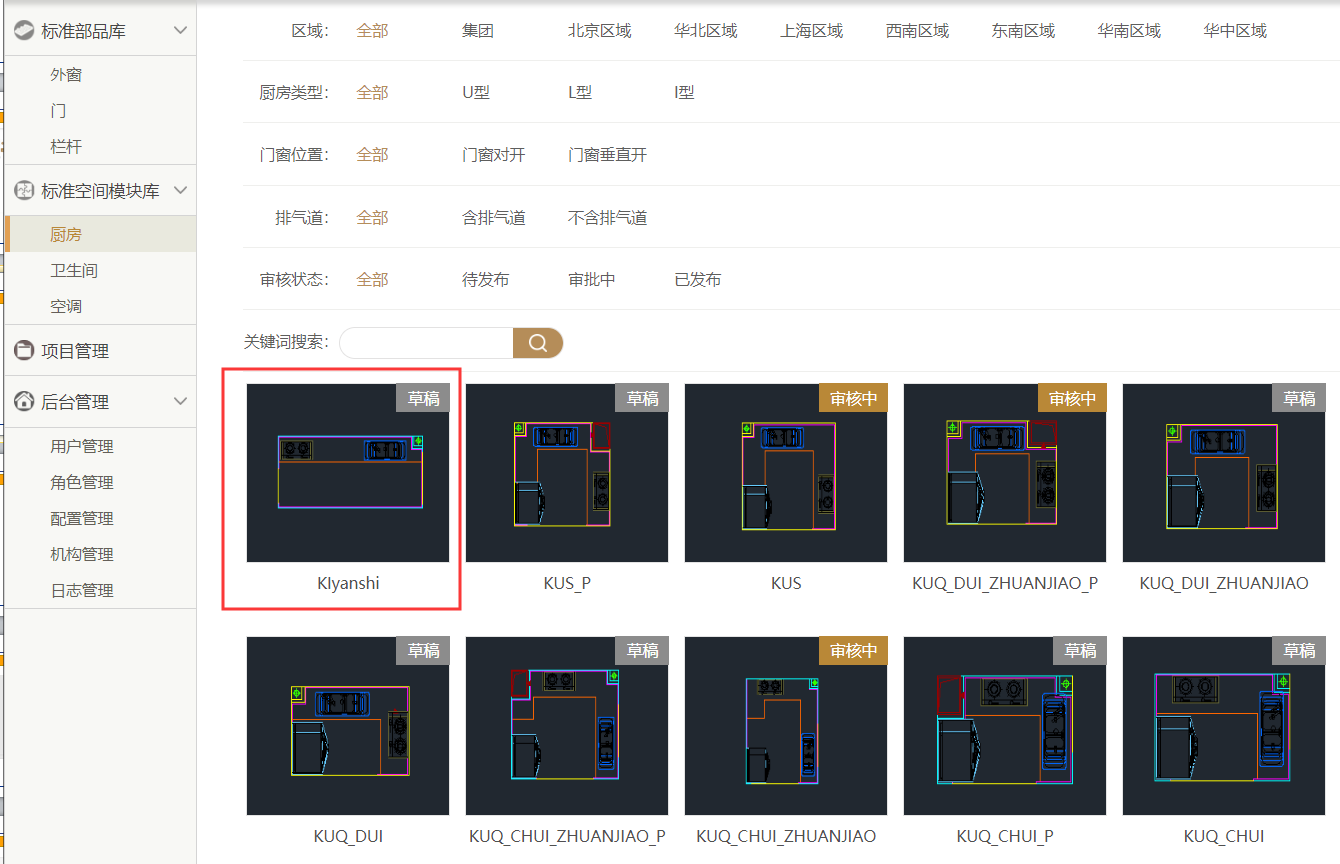 标准部品库
外窗
门
栏杆
标准空间模块库
厨房
卫生间
空调
项目管理
后台管理
用户管理
角色管理
配置管理
机构管理
日志管理
区域： 全部 集团 北京区域 华北区域 上海区域 西南区域 东南区域 华南区域 华中区域
厨房类型： 全部 U型 L型 I型
门窗位置： 全部 门窗对开 门窗垂直开
排气道： 全部 含排气道 不含排气道
审核状态： 全部 待发布 审批中 已发布
关键词搜索：
草稿 草稿 审核中 审核中 草稿
KIyanshi KUS_P KUS KUQ_DUI_ZHUANJIAO_P KUQ_DUI_ZHUANJIAO
草稿 草稿 审核中 草稿 草稿
KUQ_DUI KUQ_CHUI_ZHUANJIAO_P KUQ_CHUI_ZHUANJIAO KUQ_CHUI_P KUQ_CHUI